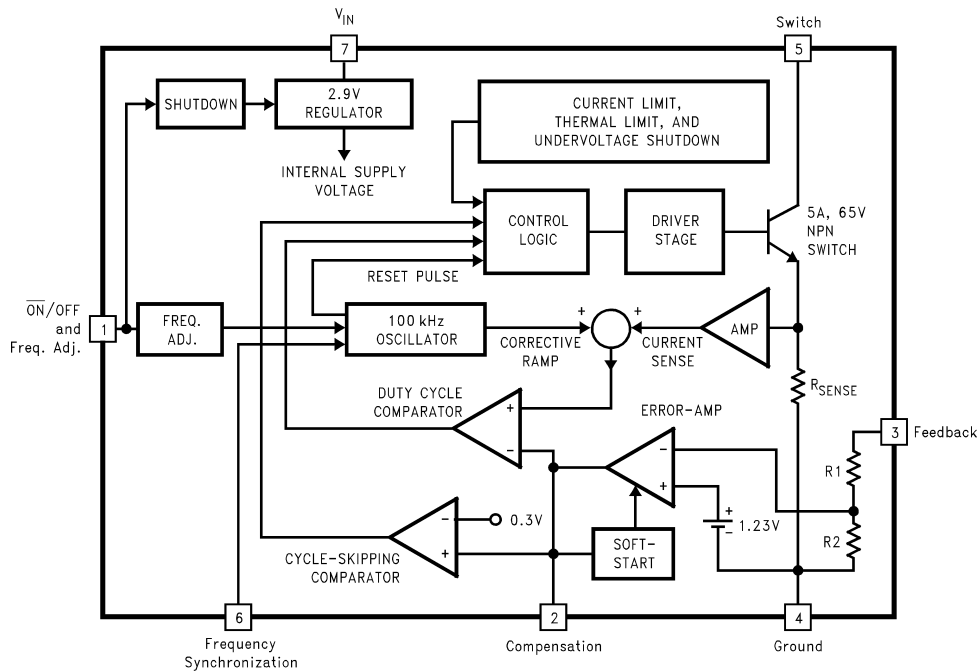 V_IN
Switch
7
5
SHUTDOWN
2.9V
REGULATOR
CURRENT LIMIT,
THERMAL LIMIT, AND
UNDERVOLTAGE SHUTDOWN
INTERNAL SUPPLY
VOLTAGE
CONTROL
LOGIC
DRIVER
STAGE
5A, 65V
NPN
SWITCH
RESET PULSE
O̅N̅/OFF
and
Freq. Adj.
1
FREQ.
ADJ.
100 kHz
OSCILLATOR
+
+
CORRECTIVE
RAMP
CURRENT
SENSE
AMP
R_SENSE
DUTY CYCLE
COMPARATOR
+
-
ERROR-AMP
-
+
3
Feedback
R1
R2
+
-
1.23V
-
+
0.3V
CYCLE-SKIPPING
COMPARATOR
SOFT-
START
6
2
4
Frequency
Synchronization
Compensation
Ground